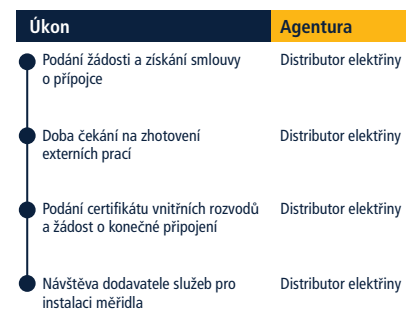 Úkon Agentura
Podání žádosti a získání smlouvy Distributor elektřiny
o přípojce
Doba čekání na zhotovení Distributor elektřiny
externích prací
Podání certifikátu vnitřních rozvodů Distributor elektřiny
a žádost o konečné připojení
Návštěva dodavatele služeb pro Distributor elektřiny
instalaci měřidla